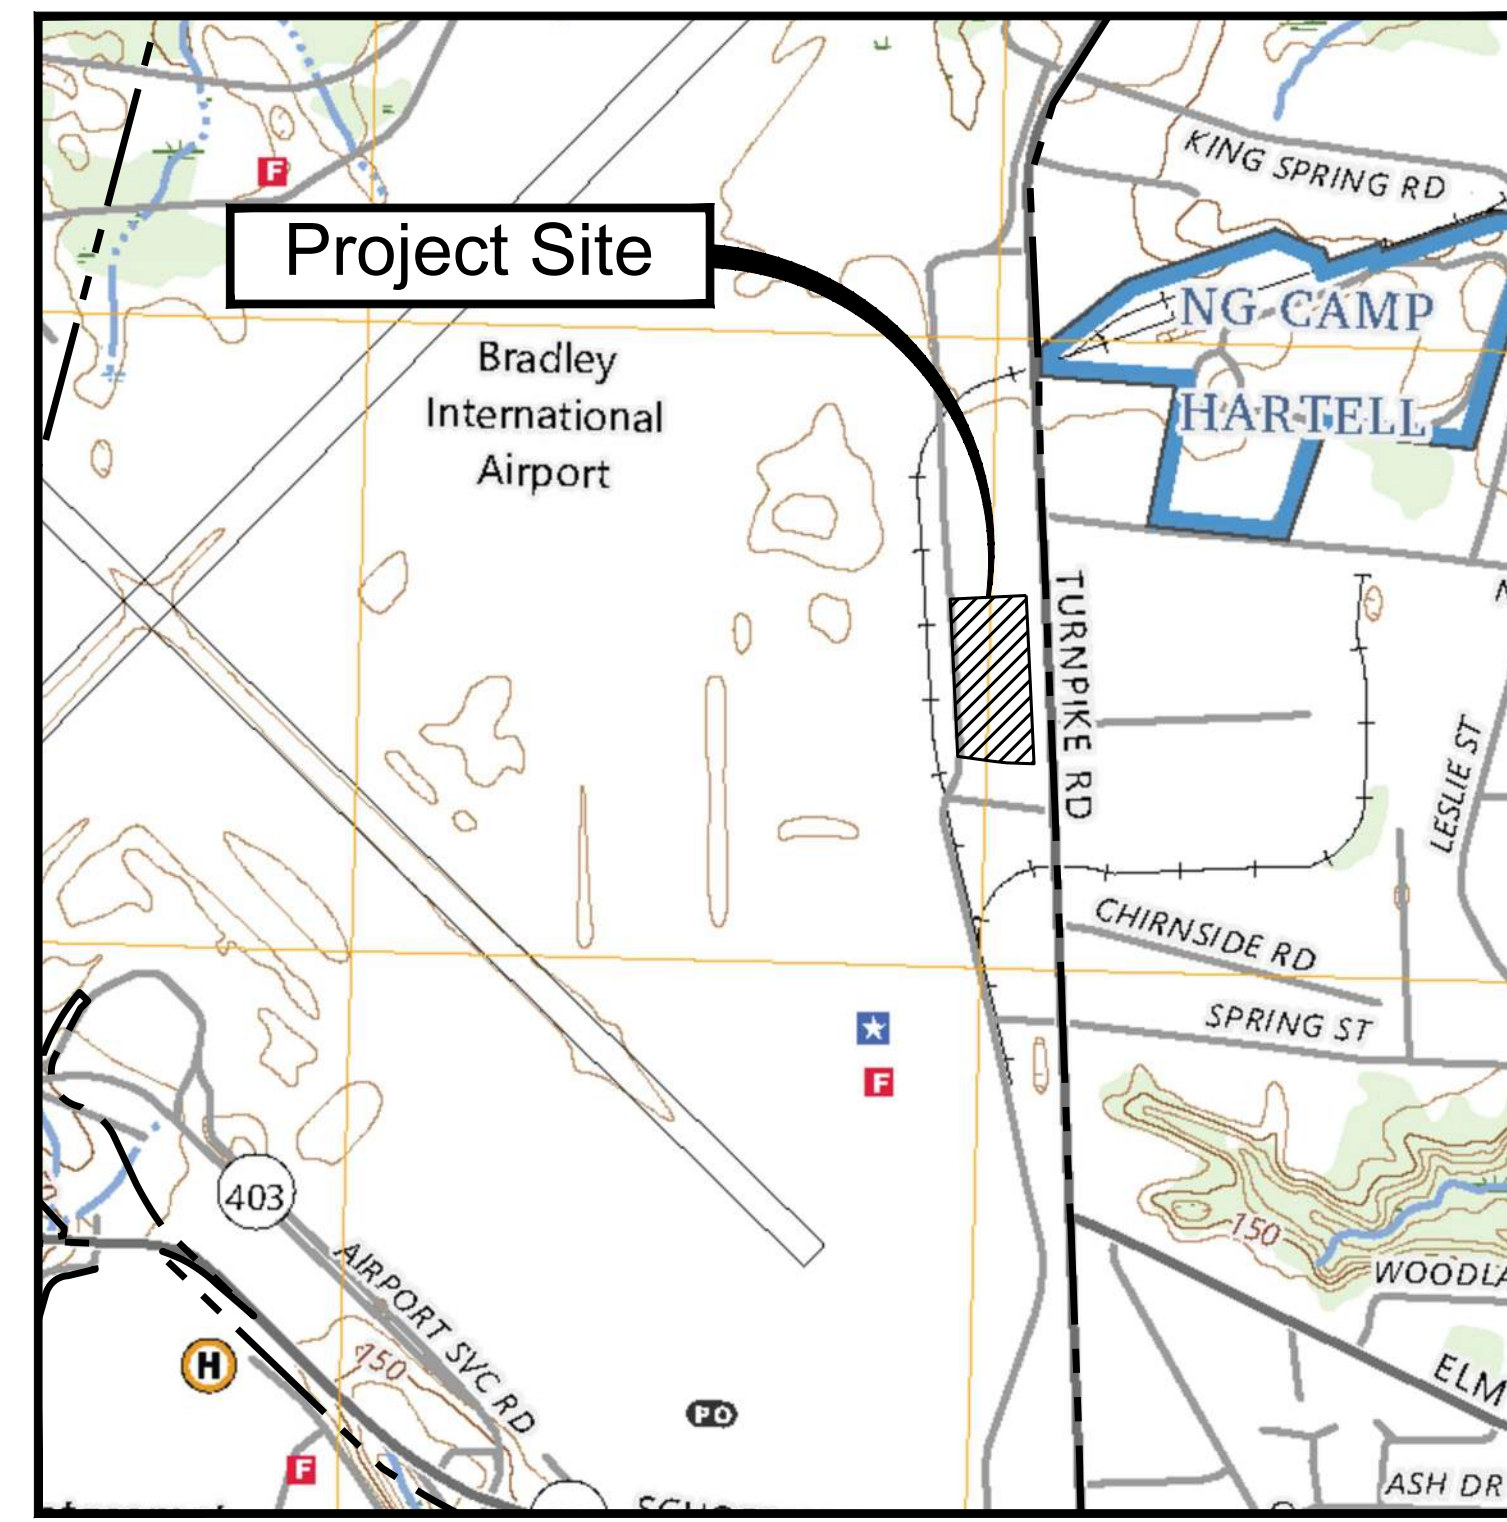 F
KING SPRING RD
Project Site
NG CAMP
Bradley
International
Airport
HARTELL
TURNPIKE RD
LESLIE ST
CHIRNSIDE RD
SPRING ST
F
403
150
AIRPORT SVC RD
WOODLA
H
150
ELM
PO
F
ASH DR